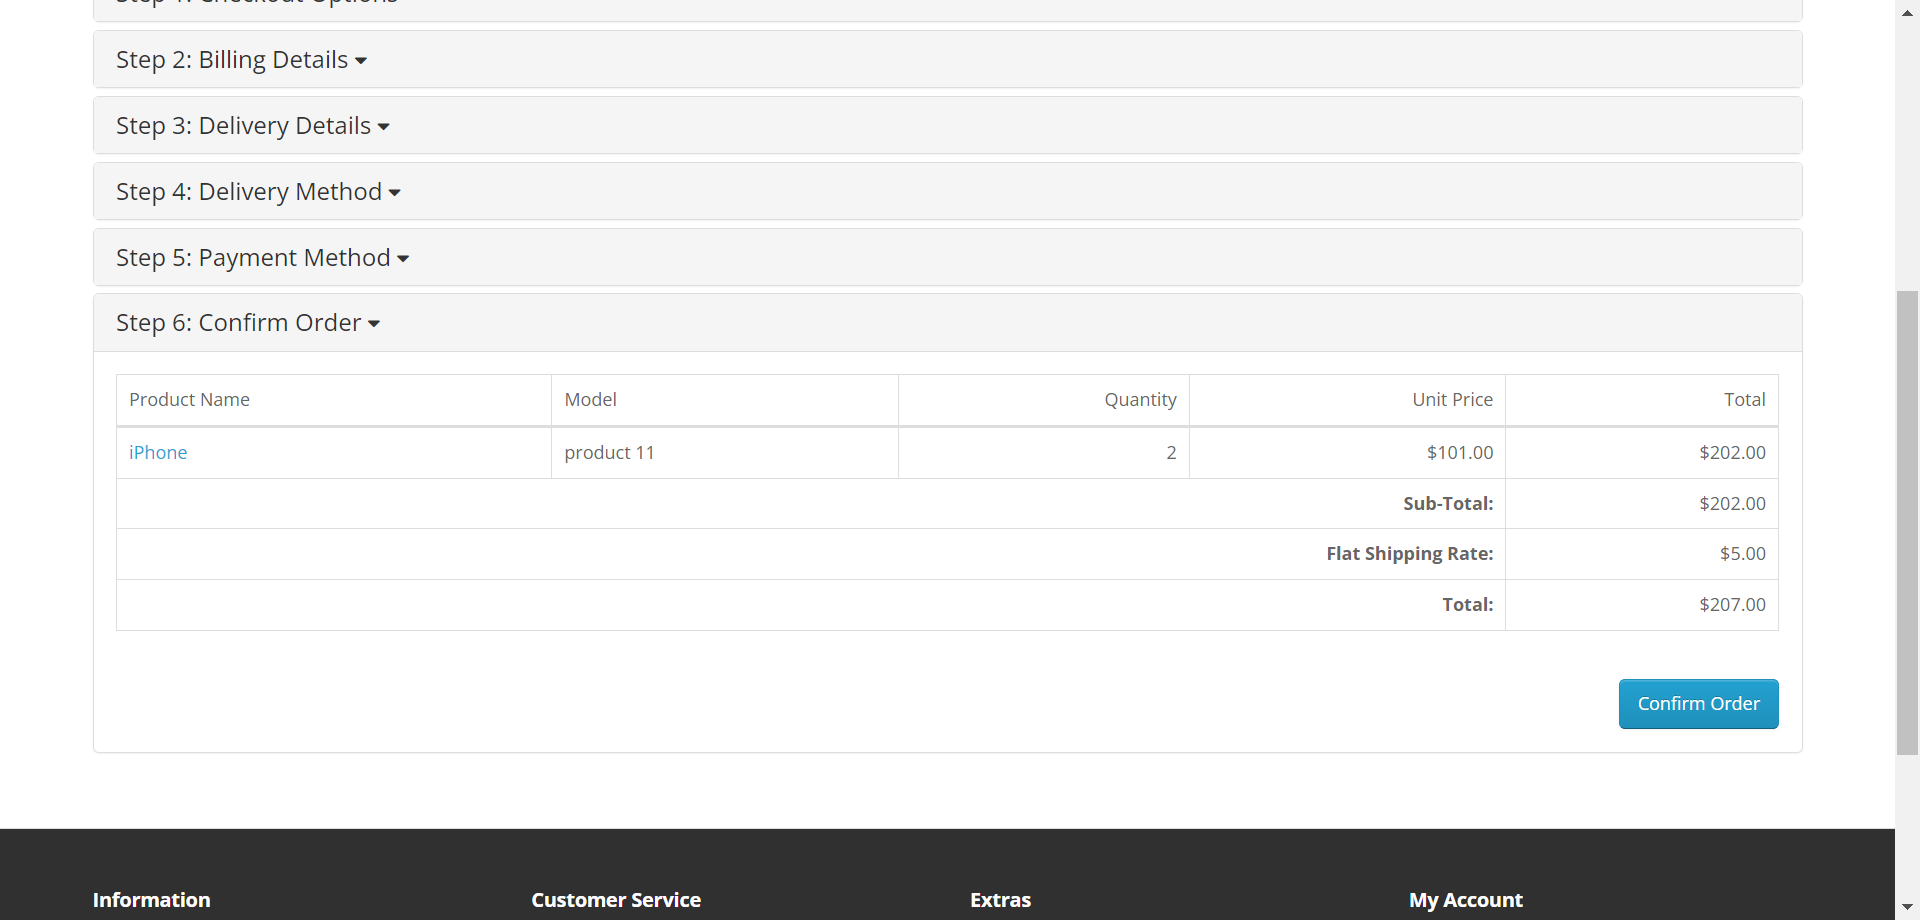 Step 1: Checkout Options
Step 2: Billing Details
Step 3: Delivery Details
Step 4: Delivery Method
Step 5: Payment Method
Step 6: Confirm Order
Product Name Model Quantity Unit Price Total
iPhone product 11 2 $101.00 $202.00
Sub-Total: $202.00
Flat Shipping Rate: $5.00
Total: $207.00
Confirm Order
Information Customer Service Extras My Account